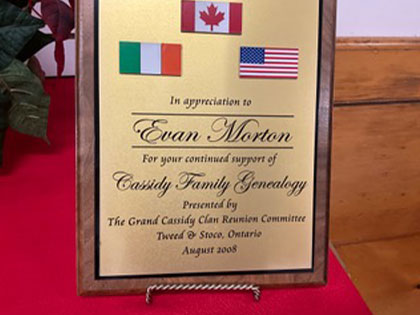 In appreciation to
Evan Morton
For your continued support of
Cassidy Family Genealogy
Presented by
The Grand Cassidy Clan Reunion Committee
Tweed & Stoco, Ontario
August 2008